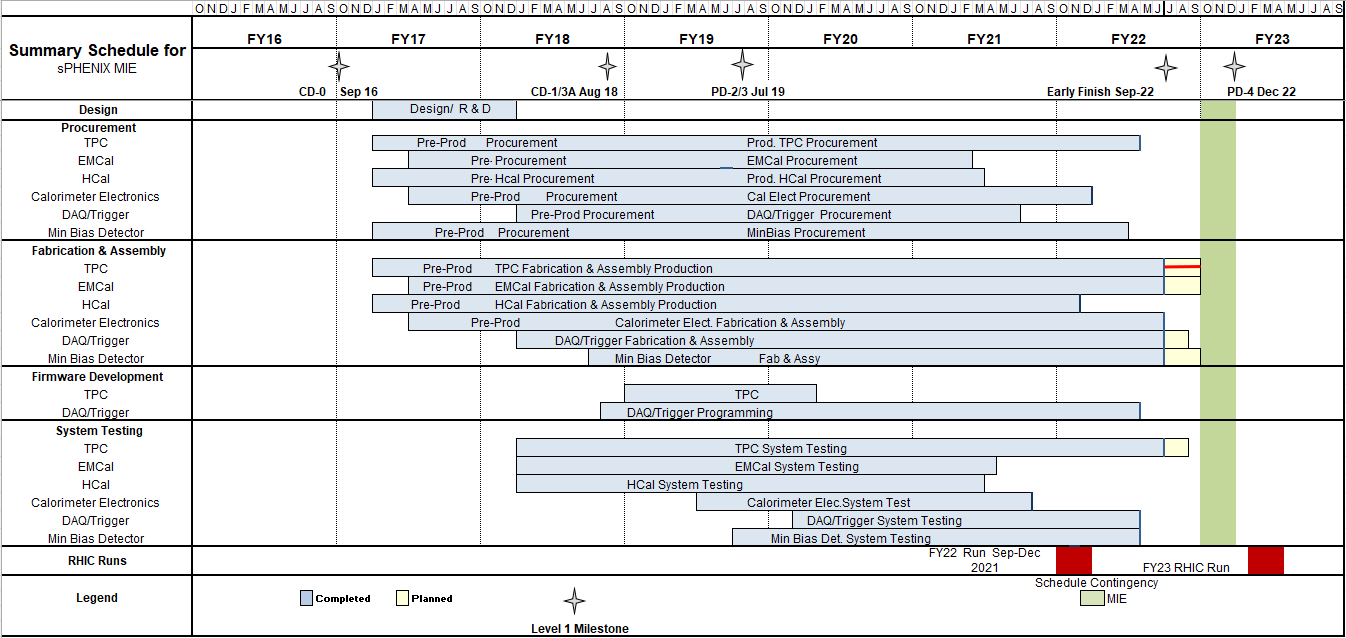 O N D J F M A M J J A S O N D J F M A M J J A S O N D J F M A M J J A S O N D J F M A M J J A S O N D J F M A M J J A S O N D J F M A M J J A S O N D J F M A M J J A S O N D J F M A M J J A S
Summary Schedule for
sPHENIX MIE
FY16 FY17 FY18 FY19 FY20 FY21 FY22 FY23
CD-0 Sep 16 CD-1/3A Aug 18 PD-2/3 Jul 19 Early Finish Sep-22 PD-4 Dec 22
Design Design/ R & D
Procurement
TPC Pre-Prod Procurement Prod. TPC Procurement
EMCal Pre- Procurement EMCal Procurement
HCal Pre- Hcal Procurement Prod. HCal Procurement
Calorimeter Electronics Pre-Prod Procurement Cal Elect Procurement
DAQ/Trigger Pre-Prod Procurement DAQ/Trigger Procurement
Min Bias Detector Pre-Prod Procurement MinBias Procurement
Fabrication & Assembly
TPC Pre-Prod TPC Fabrication & Assembly Production
EMCal Pre-Prod EMCal Fabrication & Assembly Production
HCal Pre-Prod HCal Fabrication & Assembly Production
Calorimeter Electronics Pre-Prod Calorimeter Elect. Fabrication & Assembly
DAQ/Trigger DAQ/Trigger Fabrication & Assembly
Min Bias Detector Min Bias Detector Fab & Assy
Firmware Development
TPC TPC
DAQ/Trigger DAQ/Trigger Programming
System Testing
TPC TPC System Testing
EMCal EMCal System Testing
HCal HCal System Testing
Calorimeter Electronics Calorimeter Elec.System Test
DAQ/Trigger DAQ/Trigger System Testing
Min Bias Detector Min Bias Det. System Testing
RHIC Runs FY22 Run Sep-Dec
2021 FY23 RHIC Run
Schedule Contingency
Legend Completed Planned MIE
Level 1 Milestone